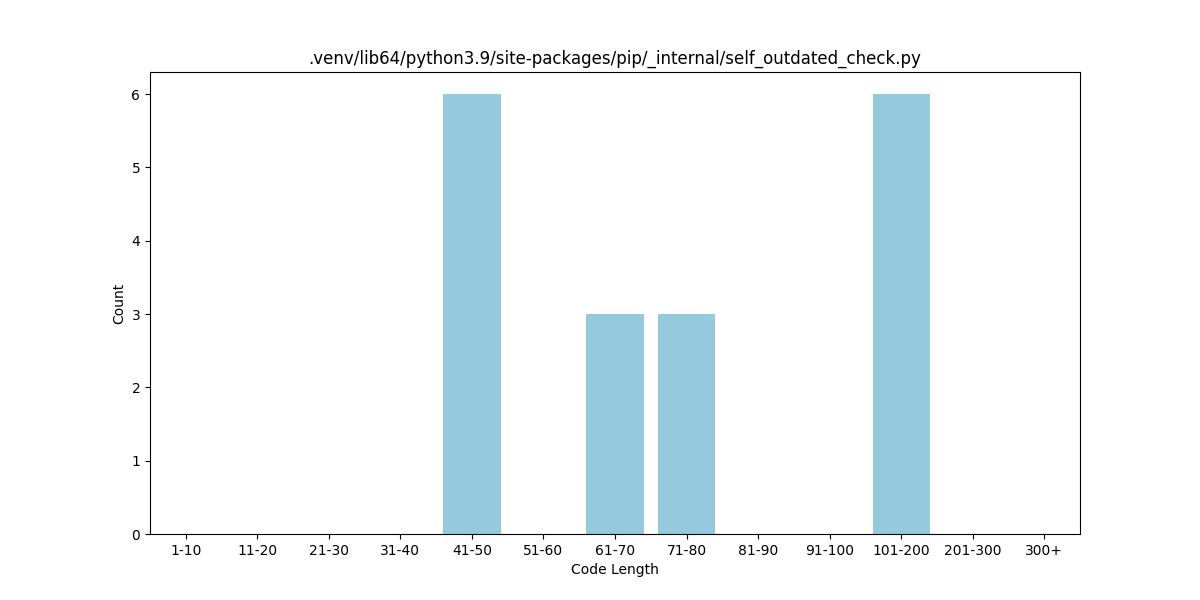 .venv/lib64/python3.9/site-packages/pip/_internal/self_outdated_check.py
6
5
4
3
2
1
0
Count
1-10 11-20 21-30 31-40 41-50 51-60 61-70 71-80 81-90 91-100 101-200 201-300 300+
Code Length